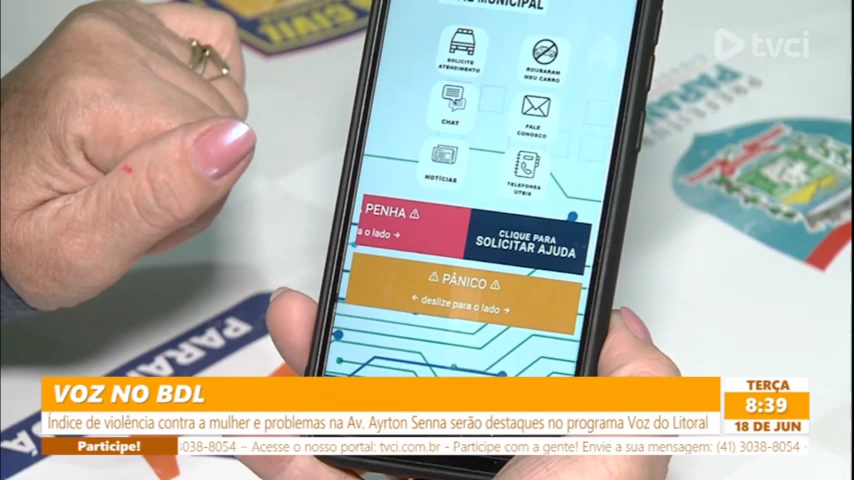 CIVIL
MUNICIPAL
tvci
SOLICITE
ATENDIMENTO
ROUBARAM
MEU CARRO
CHAT
FALE
CONOSCO
NOTÍCIAS
TELEFONES
ÚTEIS
PREFEITURA
PENHA
a o lado →
CLIQUE PARA
SOLICITAR AJUDA
PÂNICO
← deslize para o lado →
VOZ NO BDL
TERÇA
8:39
18 DE JUN
Índice de violência contra a mulher e problemas na Av. Ayrton Senna serão destaques no programa Voz do Litoral
Participe!
038-8054 – Acesse o nosso portal: tvci.com.br - Participe com a gente! Envie a sua mensagem: (41) 3038-8054 -